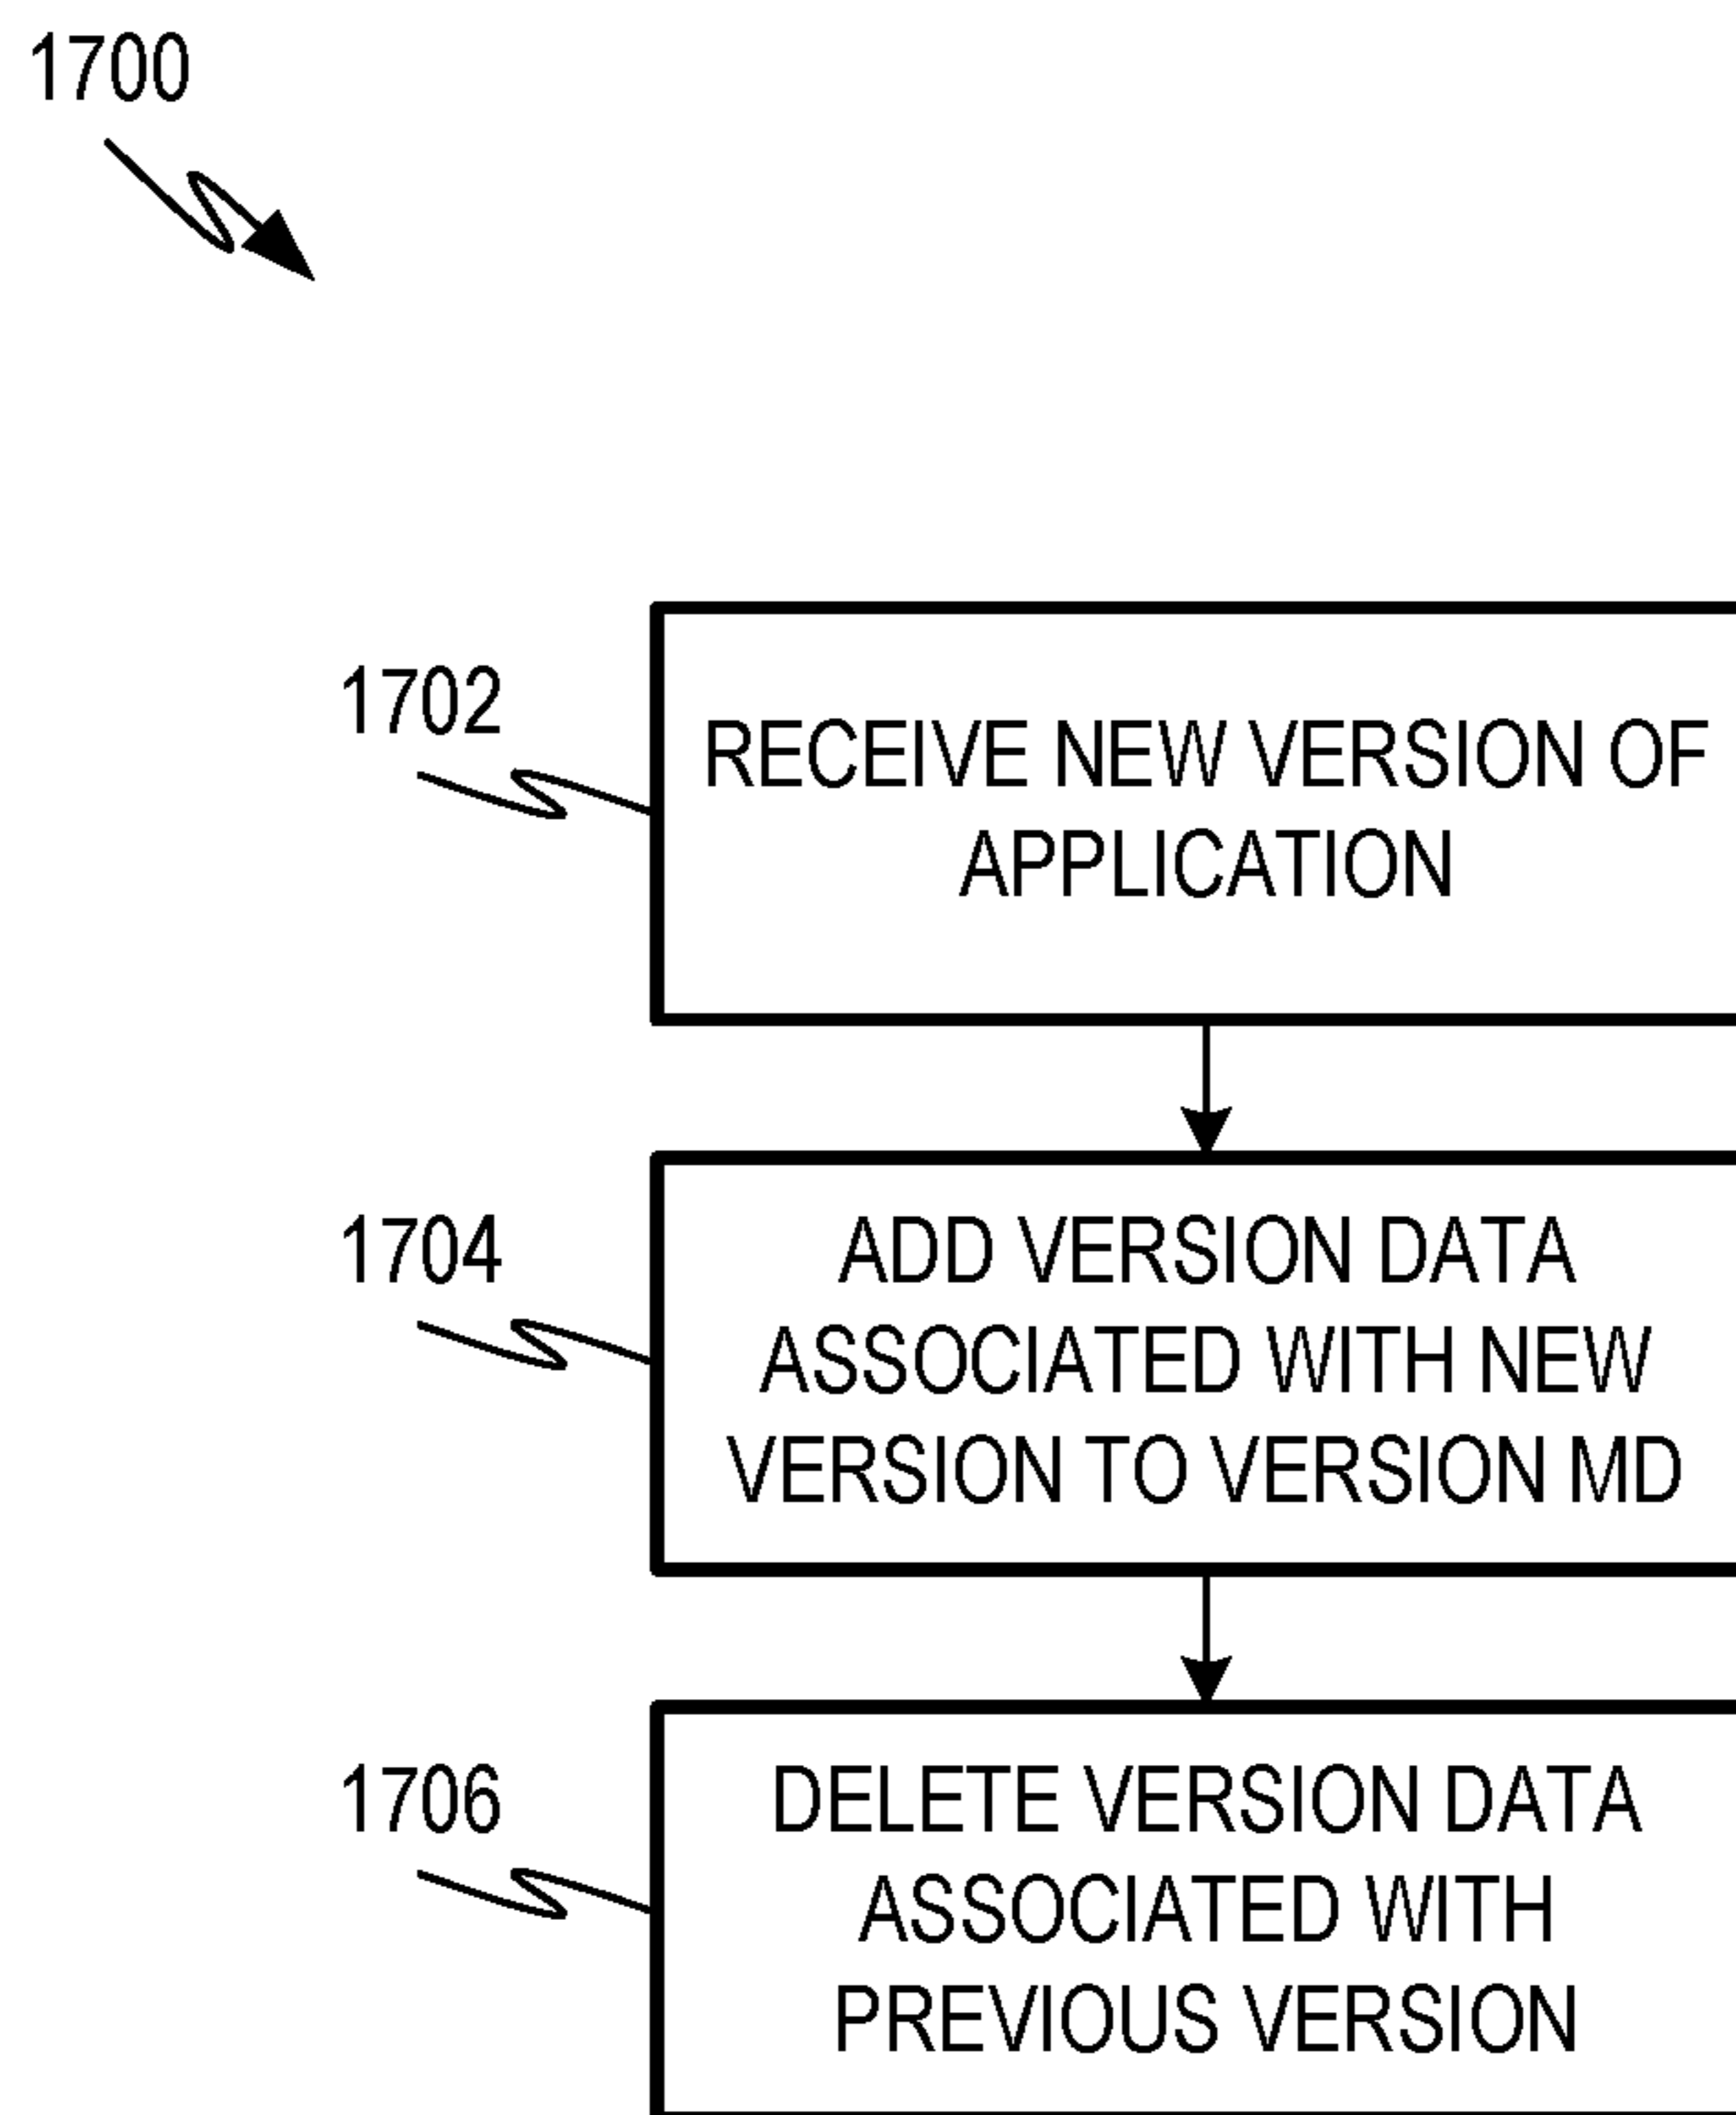 1700
1702
RECEIVE NEW VERSION OF
APPLICATION
1704
ADD VERSION DATA
ASSOCIATED WITH NEW
VERSION TO VERSION MD
1706
DELETE VERSION DATA
ASSOCIATED WITH
PREVIOUS VERSION